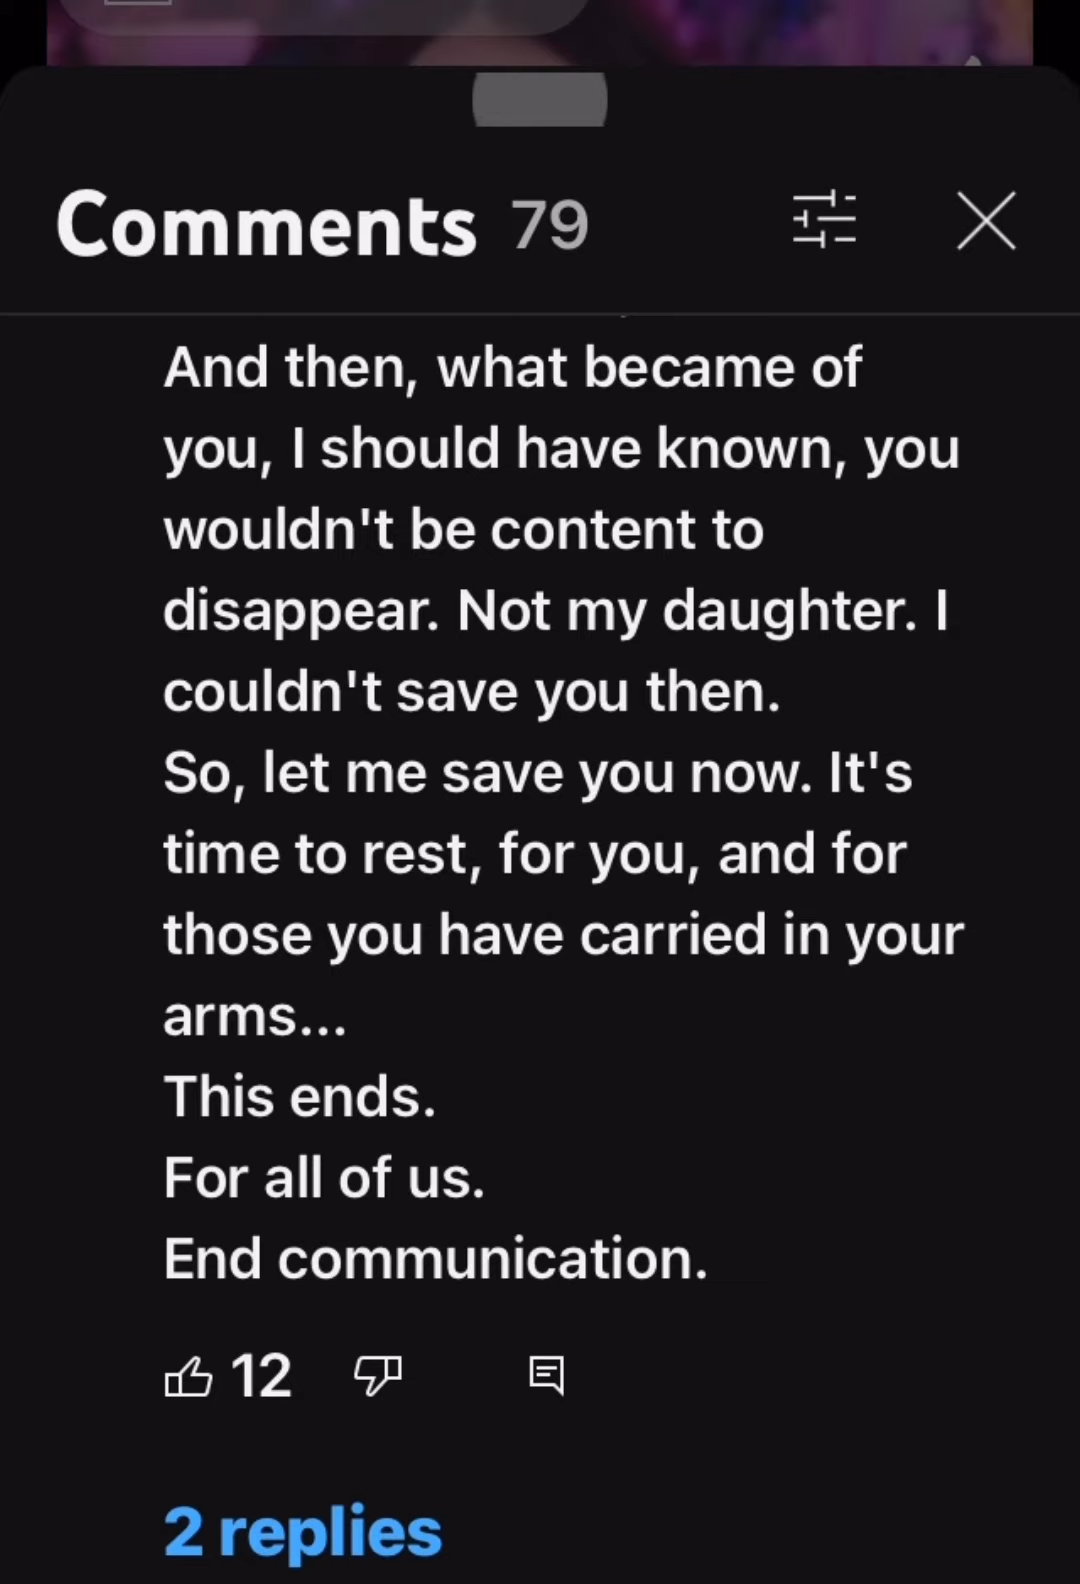 Comments 79
And then, what became of
you, I should have known, you
wouldn't be content to
disappear. Not my daughter. I
couldn't save you then.
So, let me save you now. It's
time to rest, for you, and for
those you have carried in your
arms...
This ends.
For all of us.
End communication.
12
2 replies